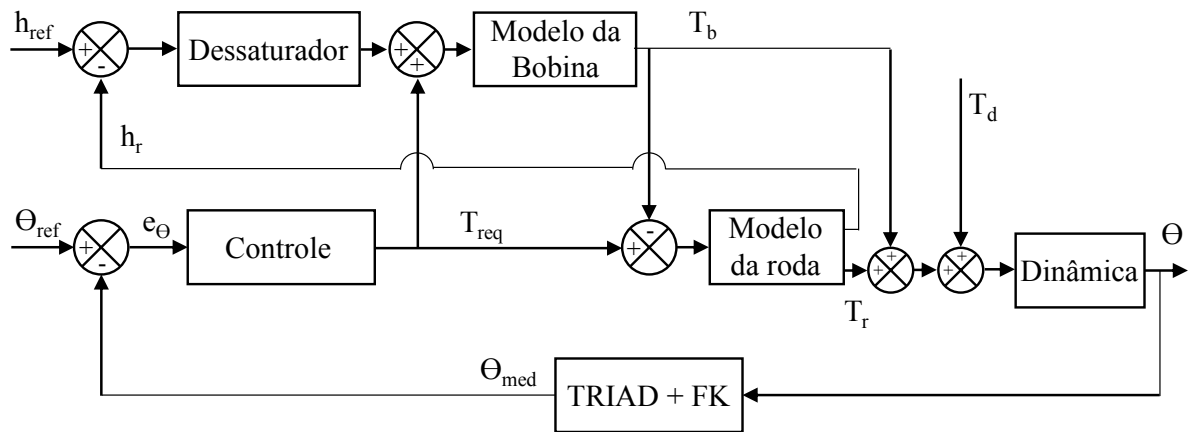 h_ref
+
-
Dessaturador
+
+
Modelo da
Bobina
T_b
T_d
h_r
ϴ_ref
+
-
e_ϴ
Controle
T_req
-
+
Modelo
da roda
T_r
+
+
+
+
Dinâmica
ϴ
ϴ_med
TRIAD + FK